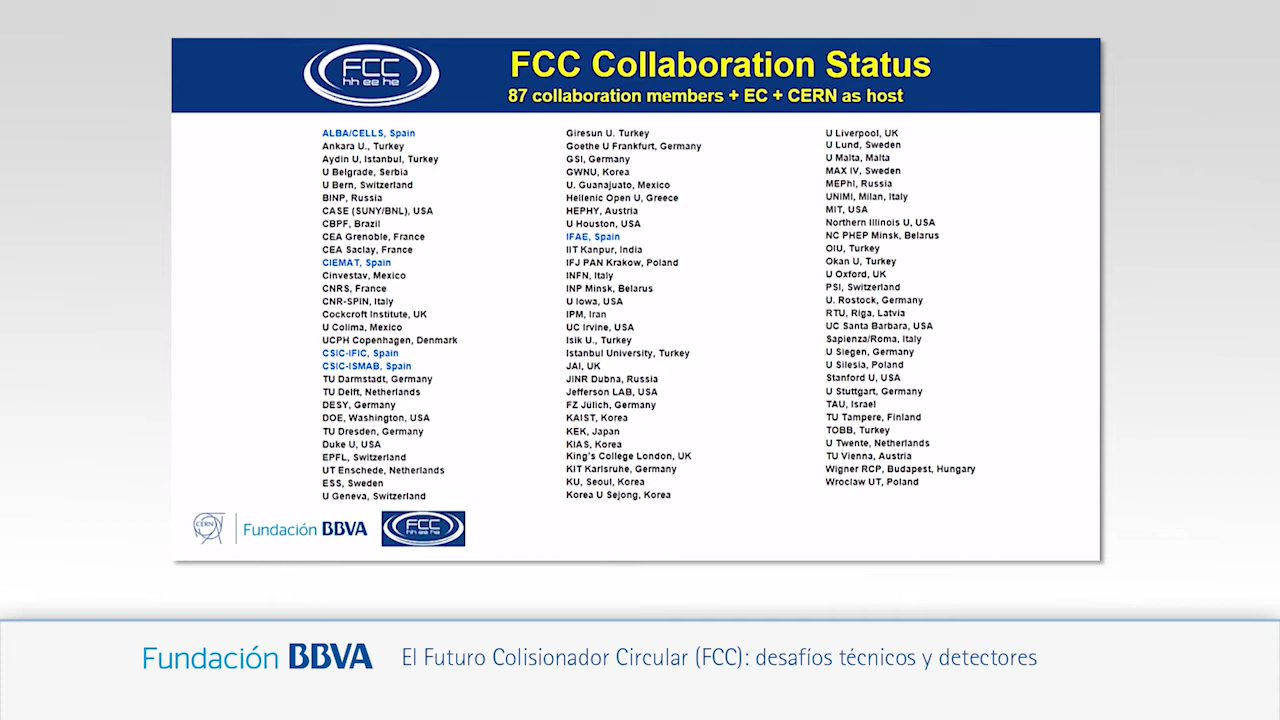 FCC
hh ee he
FCC Collaboration Status
87 collaboration members + EC + CERN as host
ALBA/CELLS, Spain
Ankara U., Turkey
Aydin U, Istanbul, Turkey
U Belgrade, Serbia
U Bern, Switzerland
BINP, Russia
CASE (SUNY/BNL), USA
CBPF, Brazil
CEA Grenoble, France
CEA Saclay, France
CIEMAT, Spain
Cinvestav, Mexico
CNRS, France
CNR-SPIN, Italy
Cockcroft Institute, UK
U Colima, Mexico
UCPH Copenhagen, Denmark
CSIC-IFIC, Spain
CSIC-ISMAB, Spain
TU Darmstadt, Germany
TU Delft, Netherlands
DESY, Germany
DOE, Washington, USA
TU Dresden, Germany
Duke U, USA
EPFL, Switzerland
UT Enschede, Netherlands
ESS, Sweden
U Geneva, Switzerland
Giresun U. Turkey
Goethe U Frankfurt, Germany
GSI, Germany
GWNU, Korea
U. Guanajuato, Mexico
Hellenic Open U, Greece
HEPHY, Austria
U Houston, USA
IFAE, Spain
IIT Kanpur, India
IFJ PAN Krakow, Poland
INFN, Italy
INP Minsk, Belarus
U Iowa, USA
IPM, Iran
UC Irvine, USA
Isik U., Turkey
Istanbul University, Turkey
JAI, UK
JINR Dubna, Russia
Jefferson LAB, USA
FZ Jülich, Germany
KAIST, Korea
KEK, Japan
KIAS, Korea
King's College London, UK
KIT Karlsruhe, Germany
KU, Seoul, Korea
Korea U Sejong, Korea
U Liverpool, UK
U Lund, Sweden
U Malta, Malta
MAX IV, Sweden
MEPhI, Russia
UNIMI, Milan, Italy
MIT, USA
Northern Illinois U, USA
NC PHEP Minsk, Belarus
OIU, Turkey
Okan U, Turkey
U Oxford, UK
PSI, Switzerland
U. Rostock, Germany
RTU, Riga, Latvia
UC Santa Barbara, USA
Sapienza/Roma, Italy
U Siegen, Germany
U Silesia, Poland
Stanford U, USA
U Stuttgart, Germany
TAU, Israel
TU Tampere, Finland
TOBB, Turkey
U Twente, Netherlands
TU Vienna, Austria
Wigner RCP, Budapest, Hungary
Wroclaw UT, Poland
CERN
Fundación BBVA
FCC
hh ee he
Fundación BBVA
El Futuro Colisionador Circular (FCC): desafíos técnicos y detectores